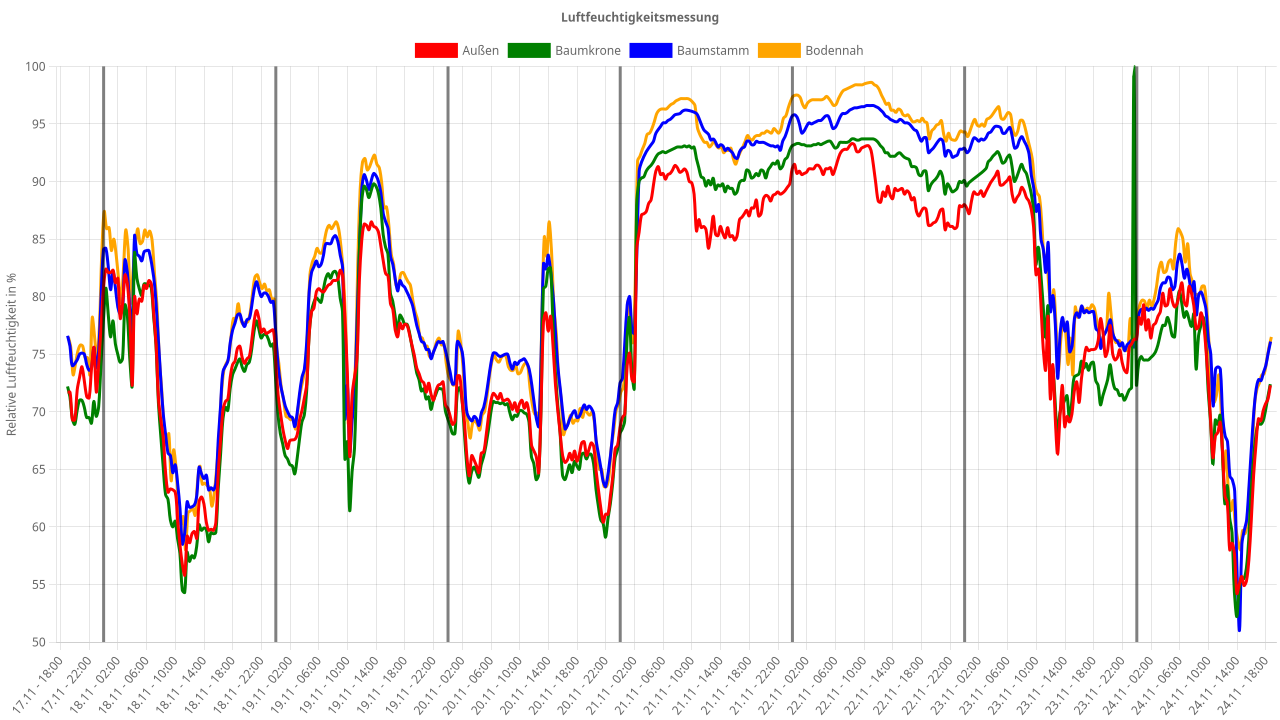 Luftfeuchtigkeitsmessung
Außen Baumkrone Baumstamm Bodennah
Relative Luftfeuchtigkeit in %
100
95
90
85
80
75
70
65
60
55
50
17.11 - 18:00
17.11 - 22:00
18.11 - 02:00
18.11 - 06:00
18.11 - 10:00
18.11 - 14:00
18.11 - 18:00
18.11 - 22:00
19.11 - 02:00
19.11 - 06:00
19.11 - 10:00
19.11 - 14:00
19.11 - 18:00
19.11 - 22:00
20.11 - 02:00
20.11 - 06:00
20.11 - 10:00
20.11 - 14:00
20.11 - 18:00
20.11 - 22:00
21.11 - 02:00
21.11 - 06:00
21.11 - 10:00
21.11 - 14:00
21.11 - 18:00
21.11 - 22:00
22.11 - 02:00
22.11 - 06:00
22.11 - 10:00
22.11 - 14:00
22.11 - 18:00
22.11 - 22:00
23.11 - 02:00
23.11 - 06:00
23.11 - 10:00
23.11 - 14:00
23.11 - 18:00
23.11 - 22:00
24.11 - 02:00
24.11 - 06:00
24.11 - 10:00
24.11 - 14:00
24.11 - 18:00